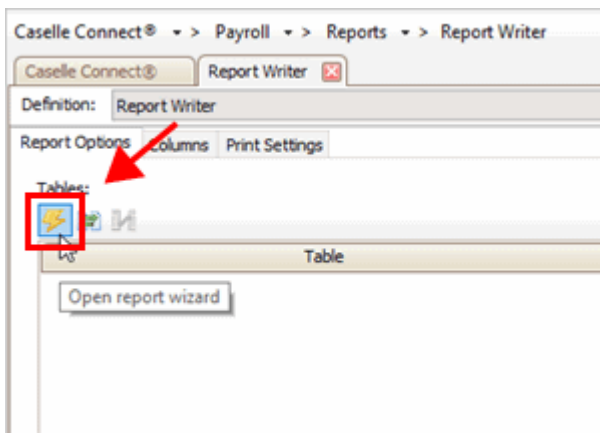 Caselle Connect® > Payroll > Reports > Report Writer
Caselle Connect® Report Writer
Definition: Report Writer
Report Options Columns Print Settings
Tables:
Table
Open report wizard